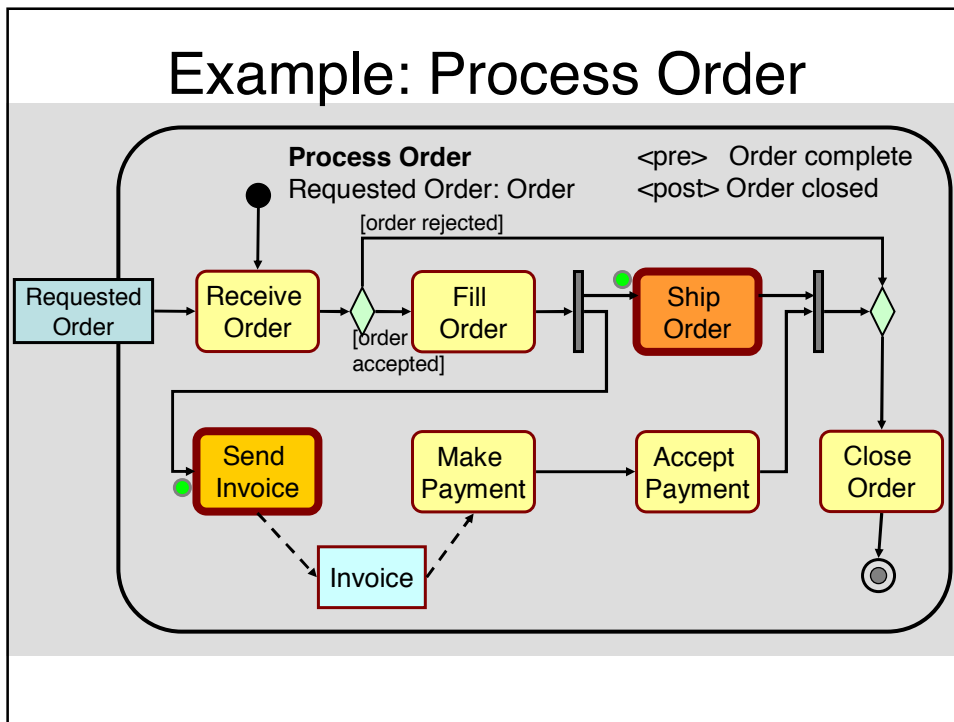 Example: Process Order
Process Order
Requested Order: Order
<pre> Order complete
<post> Order closed
[order rejected]
Requested
Order
Receive
Order
[order
accepted]
Fill
Order
Ship
Order
Send
Invoice
Make
Payment
Accept
Payment
Close
Order
Invoice